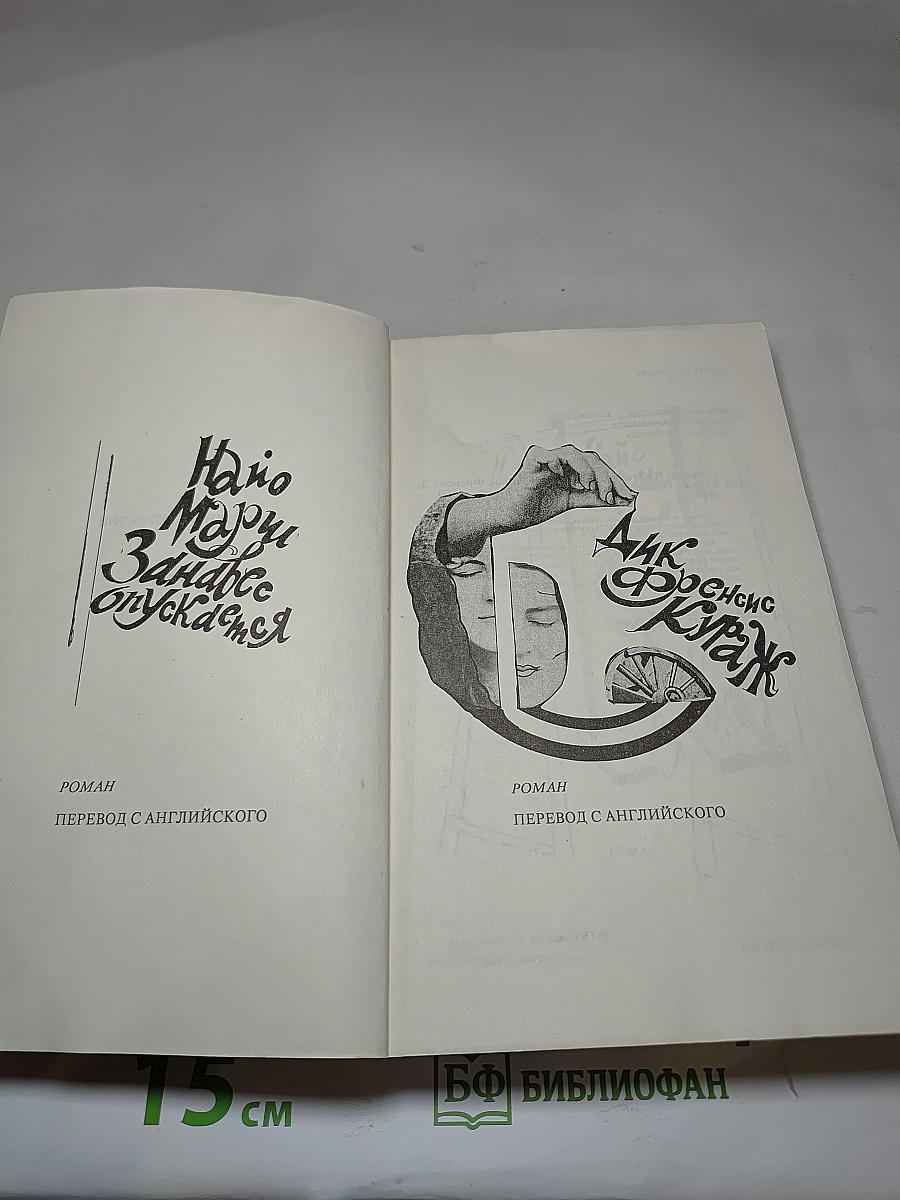 Найо
Марш
Занавес
опускается
РОМАН
ПЕРЕВОД С АНГЛИЙСКОГО
Дик
Френсис
Кураж
РОМАН
ПЕРЕВОД С АНГЛИЙСКОГО
15 см
БФ БИБЛИОФАН